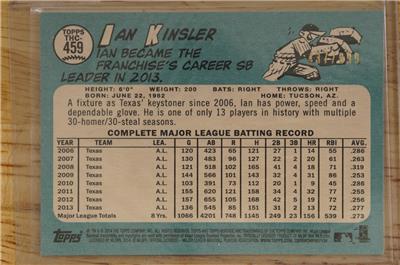 TOPPS
THC-
459
IAN KINSLER
IAN BECAME THE
FRANCHISE'S CAREER SB
LEADER IN 2013.
HEIGHT: 6'0" WEIGHT: 200 BATS: RIGHT THROWS: RIGHT
BORN: JUNE 22, 1982 HOME: TUCSON, AZ.
A fixture as Texas' keystoner since 2006, Ian has power, speed and a
dependable glove. He is one of only 13 players in history with multiple
30-homer/30-steal seasons.
COMPLETE MAJOR LEAGUE BATTING RECORD
YEAR TEAM LEA. G AB R H 2B 3B HR RBI AVG.
2006 Texas A.L. 120 423 65 121 27 1 14 55 .286
2007 Texas A.L. 130 483 96 127 22 2 20 61 .263
2008 Texas A.L. 121 518 102 165 41 4 18 71 .319
2009 Texas A.L. 144 566 101 143 32 4 31 86 .253
2010 Texas A.L. 103 391 73 112 20 1 9 45 .286
2011 Texas A.L. 155 620 121 158 34 4 32 77 .255
2012 Texas A.L. 157 655 105 168 42 5 19 72 .256
2013 Texas A.L. 136 545 85 151 31 2 13 72 .277
Major League Totals 8 Yrs. 1066 4201 748 1145 249 23 156 539 .273
TOPPS